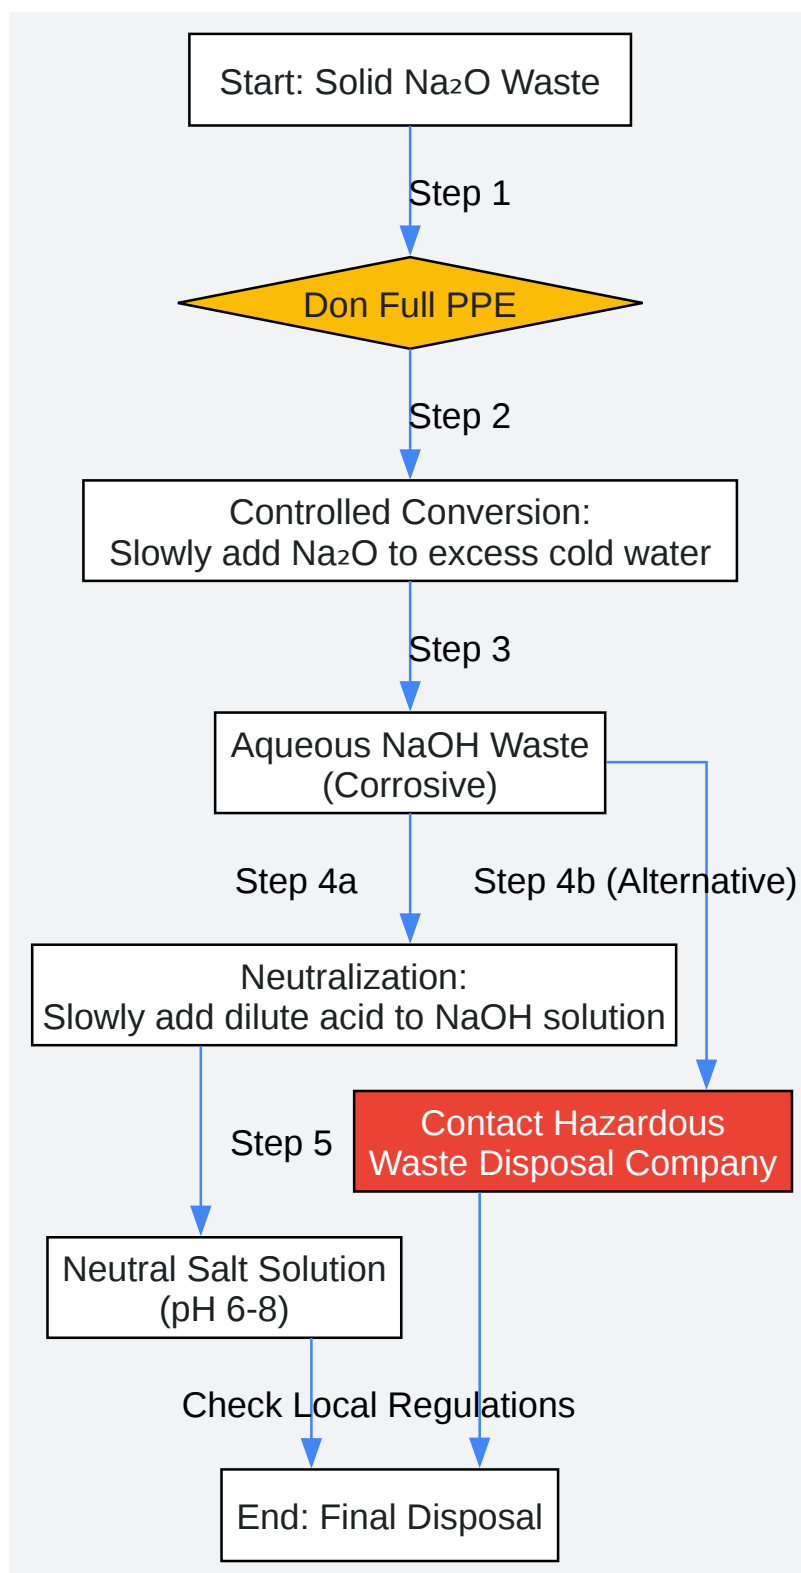 Start: Solid Na₂O Waste
Step 1
Don Full PPE
Step 2
Controlled Conversion:
Slowly add Na₂O to excess cold water
Step 3
Aqueous NaOH Waste
(Corrosive)
Step 4a
Step 4b (Alternative)
Neutralization:
Slowly add dilute acid to NaOH solution
Contact Hazardous
Waste Disposal Company
Step 5
Neutral Salt Solution
(pH 6-8)
Check Local Regulations
End: Final Disposal